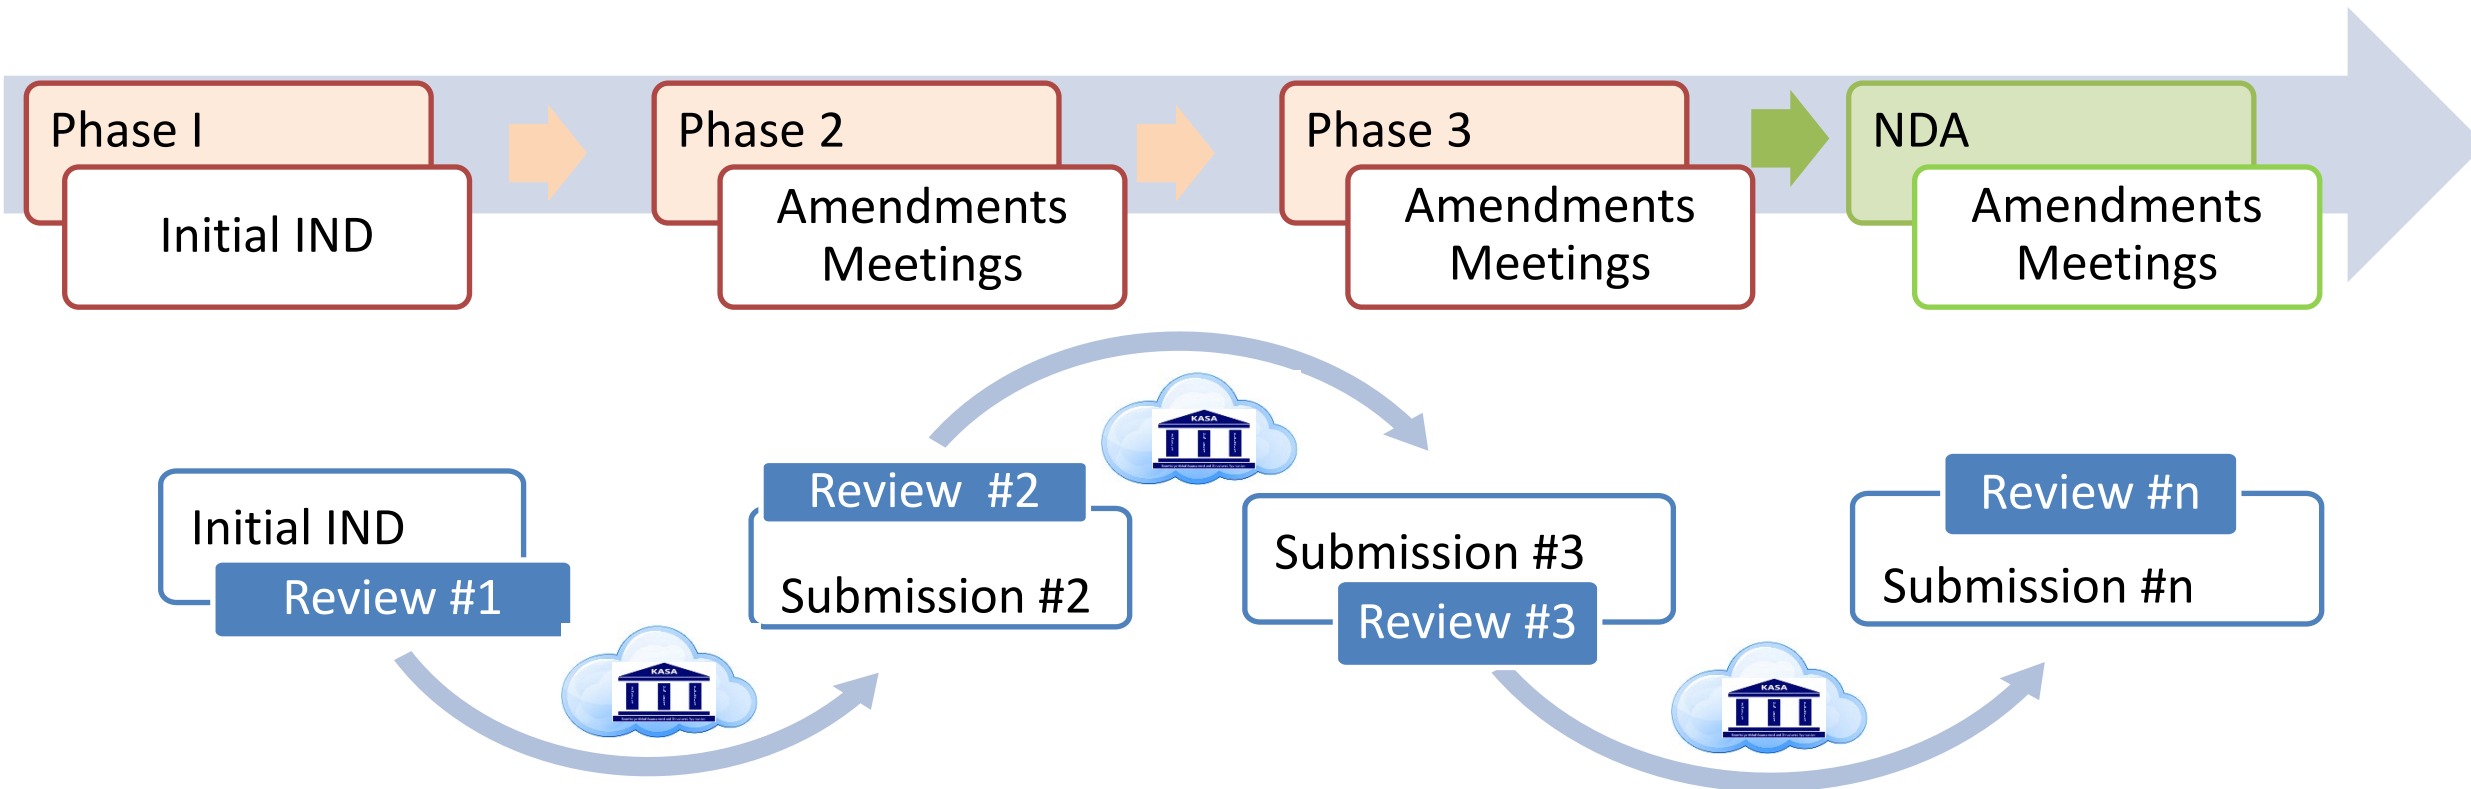 Phase I
Initial IND
Phase 2
Amendments
Meetings
Phase 3
Amendments
Meetings
NDA
Amendments
Meetings
Initial IND
Review #1
KASA
Review #2
Submission #2
KASA
Submission #3
Review #3
KASA
Review #n
Submission #n